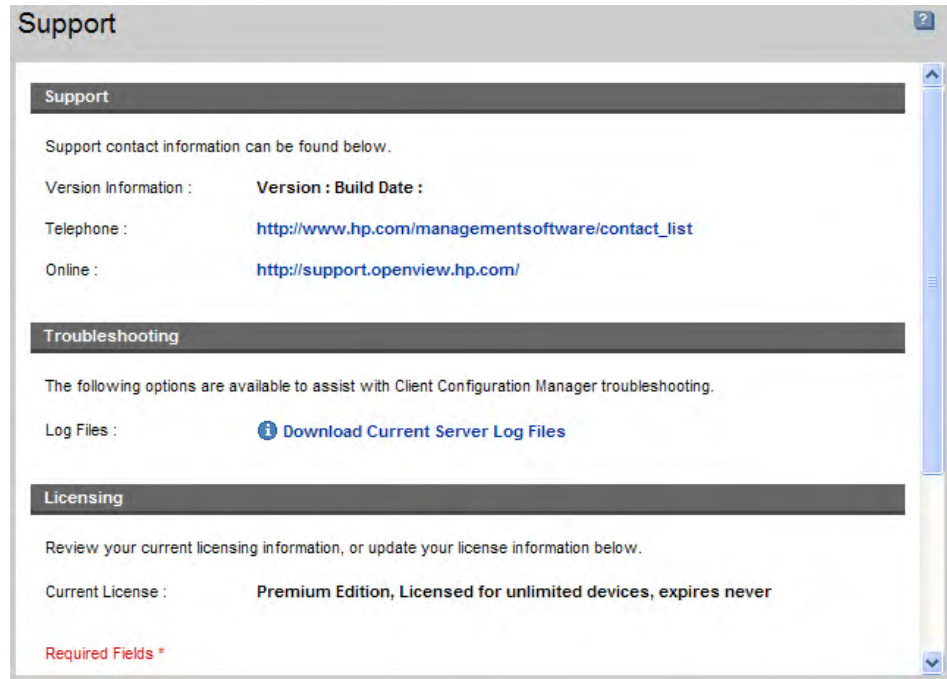 Support
?
Support
Support contact information can be found below.
Version Information : Version : Build Date :
Telephone : http://www.hp.com/managementsoftware/contact_list
Online : http://support.openview.hp.com/
Troubleshooting
The following options are available to assist with Client Configuration Manager troubleshooting.
Log Files : i Download Current Server Log Files
Licensing
Review your current licensing information, or update your license information below.
Current License : Premium Edition, Licensed for unlimited devices, expires never
Required Fields *